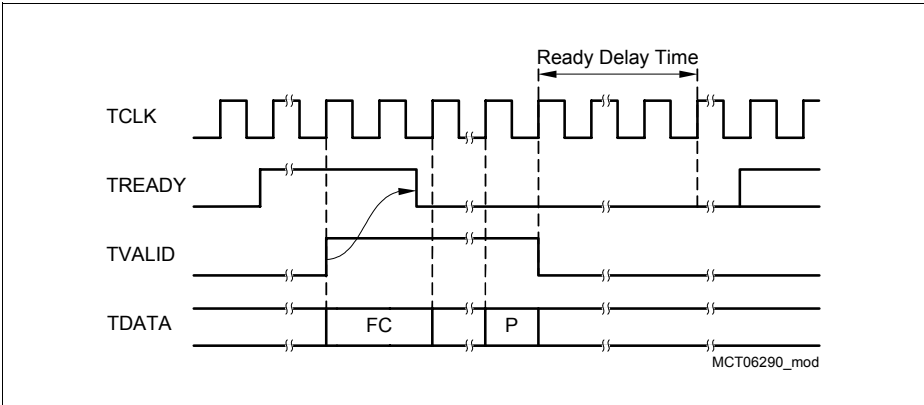 Ready Delay Time
TCLK
TREADY
TVALID
TDATA FC P
MCT06290_mod